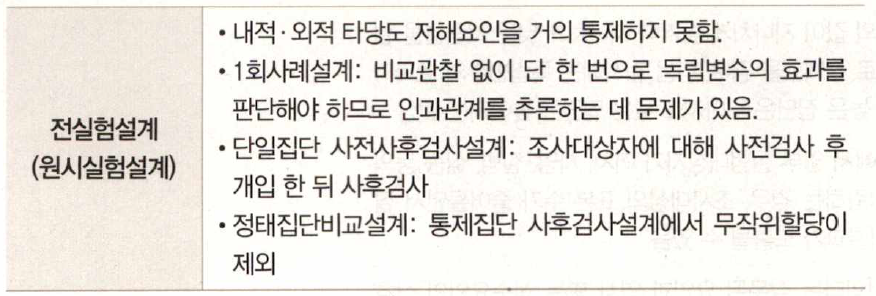 전실험설계
(원시실험설계)
• 내적·외적 타당도 저해요인을 거의 통제하지 못함.
• 1회사례설계: 비교관찰 없이 단 한 번으로 독립변수의 효과를
판단해야 하므로 인과관계를 추론하는 데 문제가 있음.
• 단일집단 사전사후검사설계: 조사대상자에 대해 사전검사 후
개입 한 뒤 사후검사
• 정태집단비교설계: 통제집단 사후검사설계에서 무작위할당이
제외